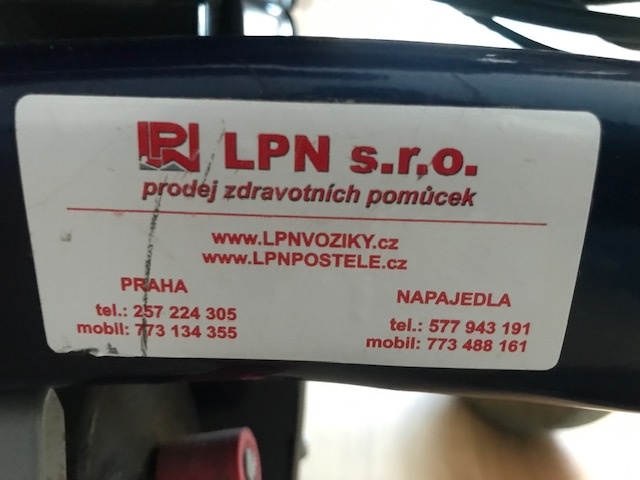 LPN LPN s.r.o.
prodej zdravotních pomůcek
www.LPNVOZIKY.cz
www.LPNPOSTELE.cz
PRAHA
tel.: 257 224 305
mobil: 773 134 355
NAPAJEDLA
tel.: 577 943 191
mobil: 773 488 161